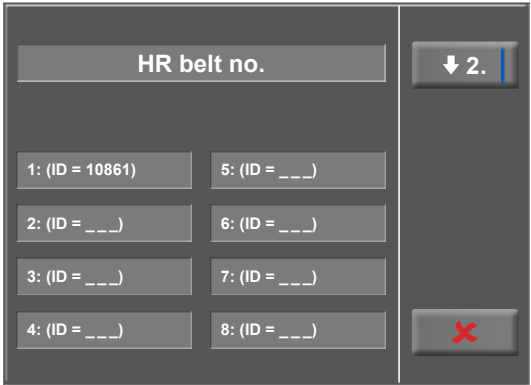 HR belt no.
2.
1: (ID = 10861)
2: (ID = _ _ _)
3: (ID = _ _ _)
4: (ID = _ _ _)
5: (ID = _ _ _)
6: (ID = _ _ _)
7: (ID = _ _ _)
8: (ID = _ _ _)